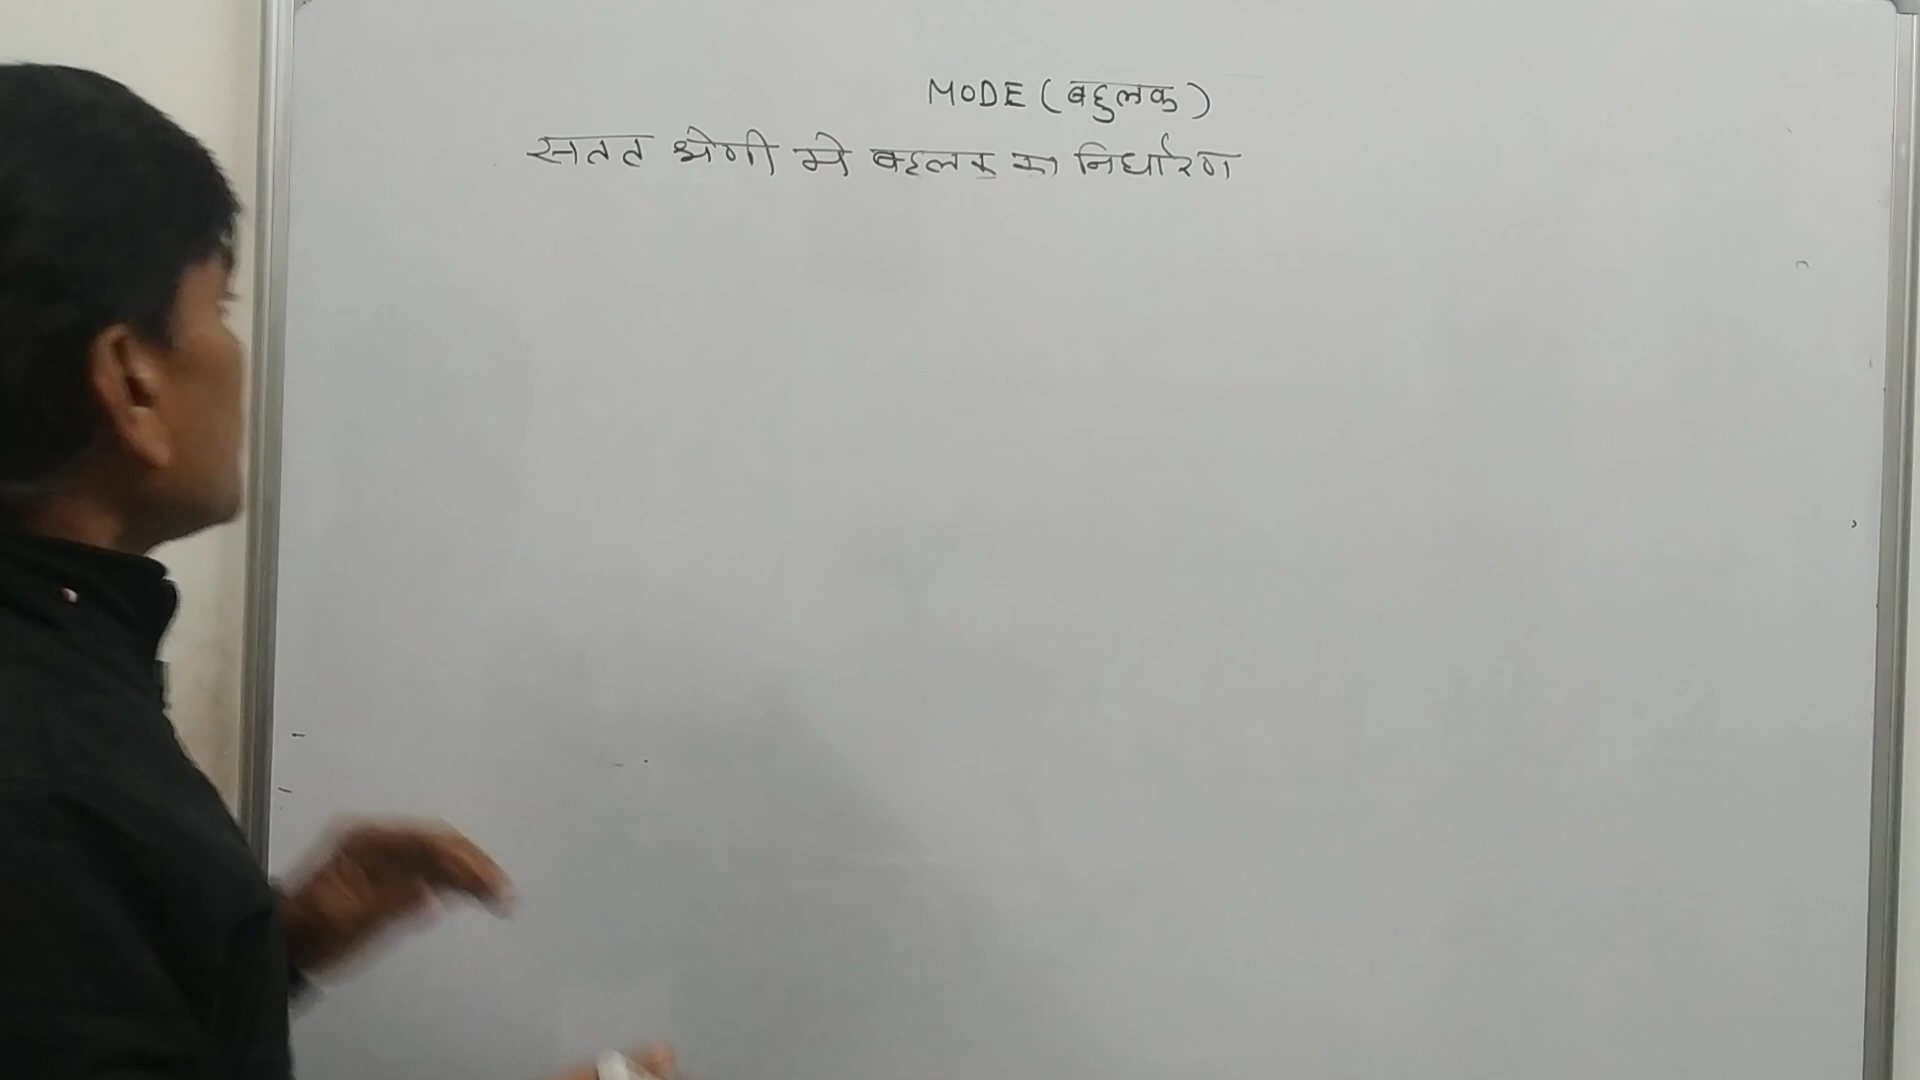 MODE (बहुलक)
सतत श्रेणी मे बहुलक का निर्धारण